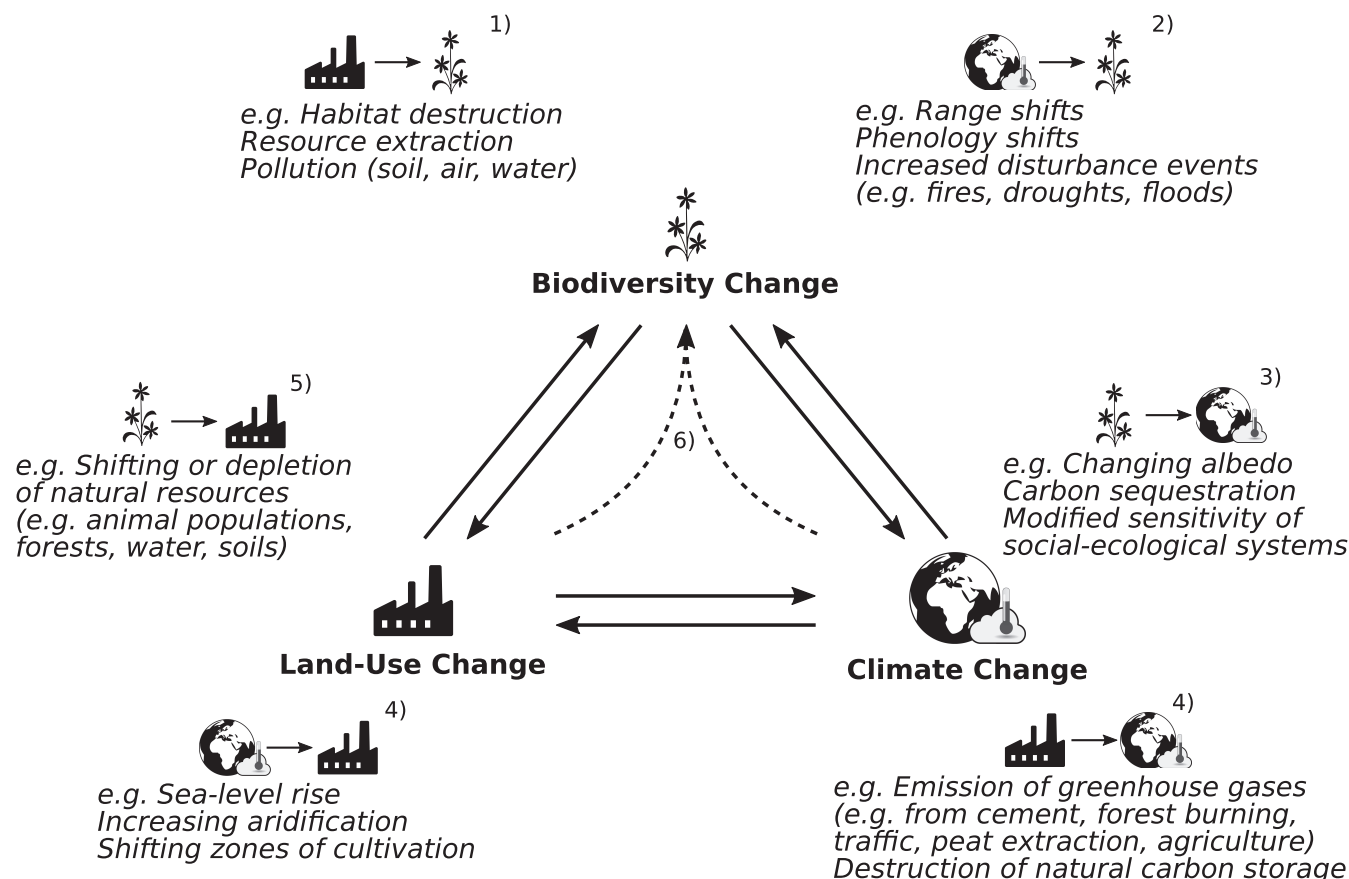 1)
e.g. Habitat destruction
Resource extraction
Pollution (soil, air, water)
2)
e.g. Range shifts
Phenology shifts
Increased disturbance events
(e.g. fires, droughts, floods)
Biodiversity Change
5)
e.g. Shifting or depletion
of natural resources
(e.g. animal populations,
forests, water, soils)
6)
3)
e.g. Changing albedo
Carbon sequestration
Modified sensitivity of
social-ecological systems
Land-Use Change
Climate Change
4)
e.g. Sea-level rise
Increasing aridification
Shifting zones of cultivation
4)
e.g. Emission of greenhouse gases
(e.g. from cement, forest burning,
traffic, peat extraction, agriculture)
Destruction of natural carbon storage